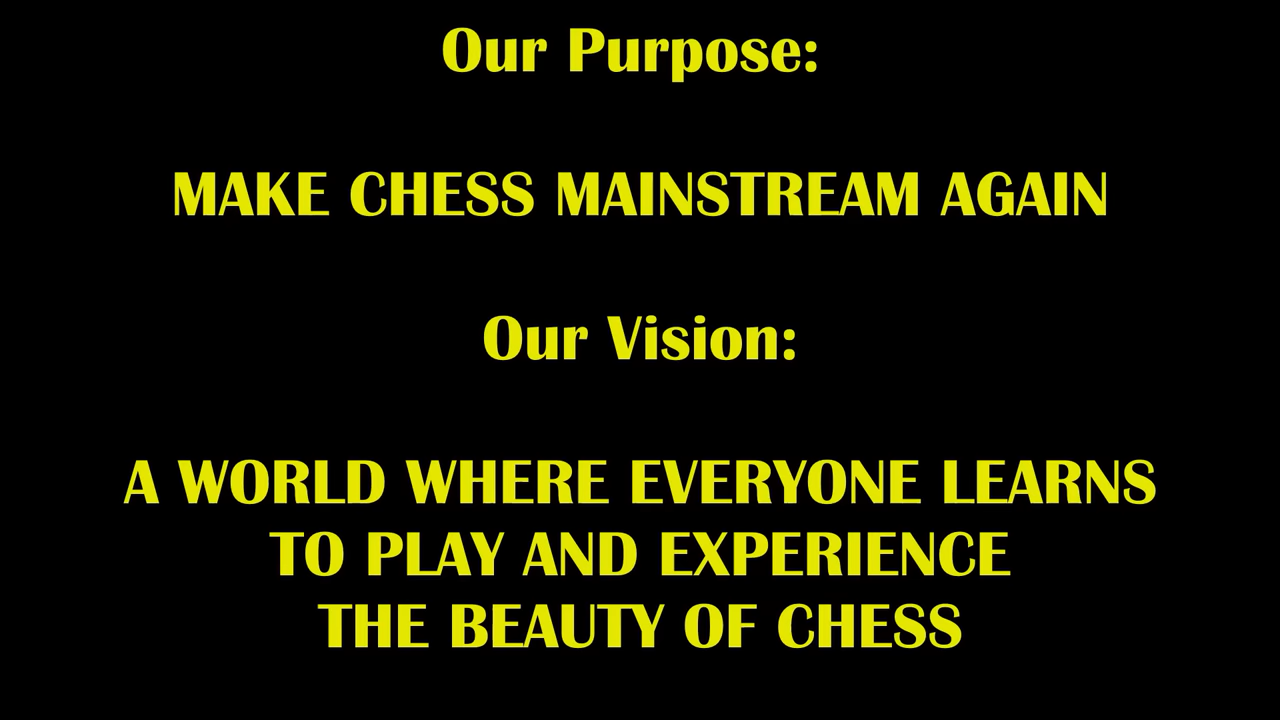 Our Purpose:
MAKE CHESS MAINSTREAM AGAIN
Our Vision:
A WORLD WHERE EVERYONE LEARNS
TO PLAY AND EXPERIENCE
THE BEAUTY OF CHESS